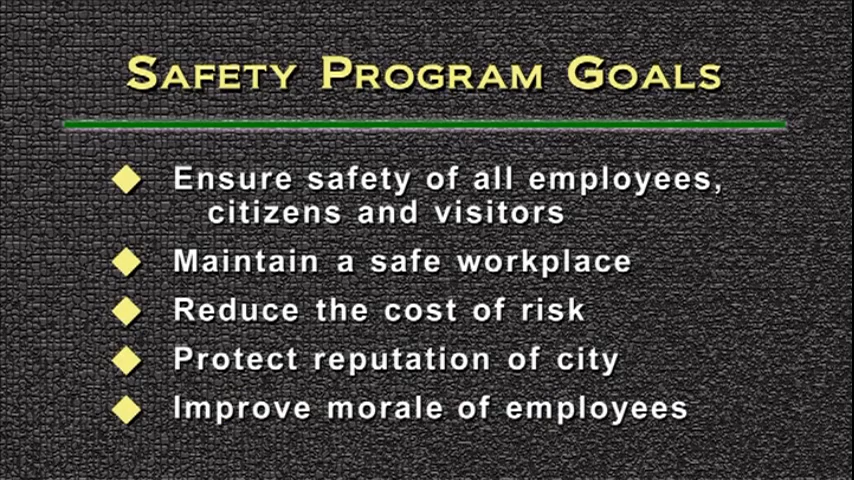 Safety Program Goals
Ensure safety of all employees,
citizens and visitors
Maintain a safe workplace
Reduce the cost of risk
Protect reputation of city
Improve morale of employees